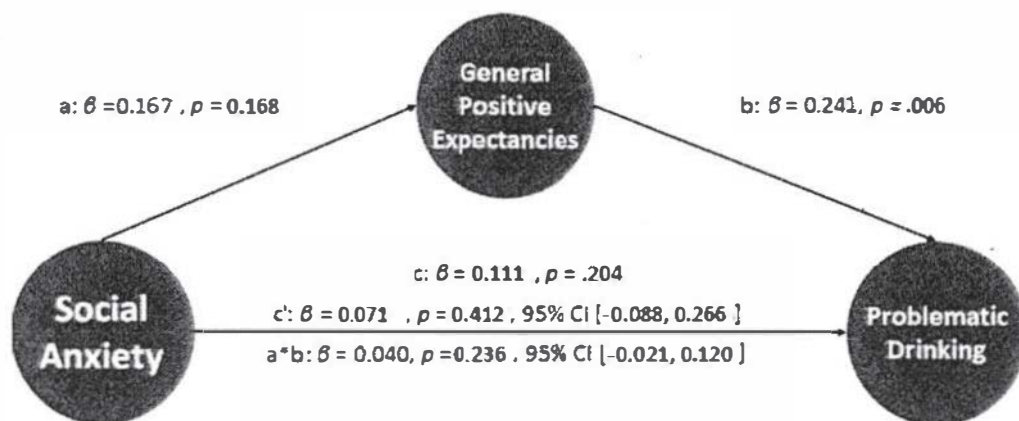 General
Positive
Expectancies
a: β =0.167 , p = 0.168
b: β = 0.241, p = .006
Social
Anxiety
c: β = 0.111 , p = .204
c': β = 0.071 , p = 0.412 , 95% CI [-0.088, 0.266 ]
a*b: β = 0.040, p =0.236 , 95% CI [-0.021, 0.120 ]
Problematic
Drinking